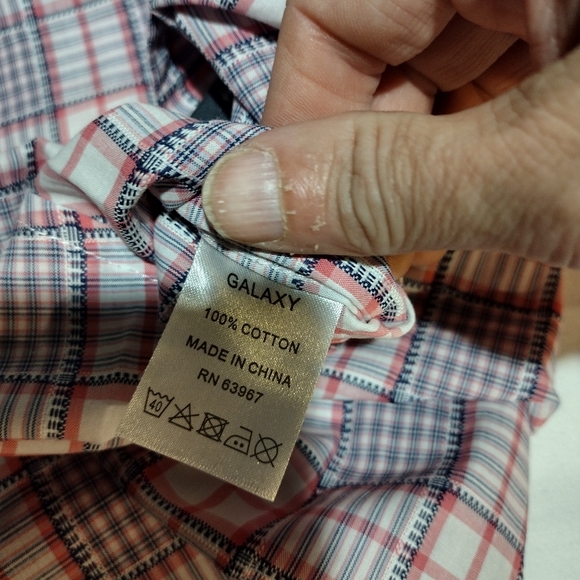 GALAXY
100% COTTON
MADE IN CHINA
RN 63967
40